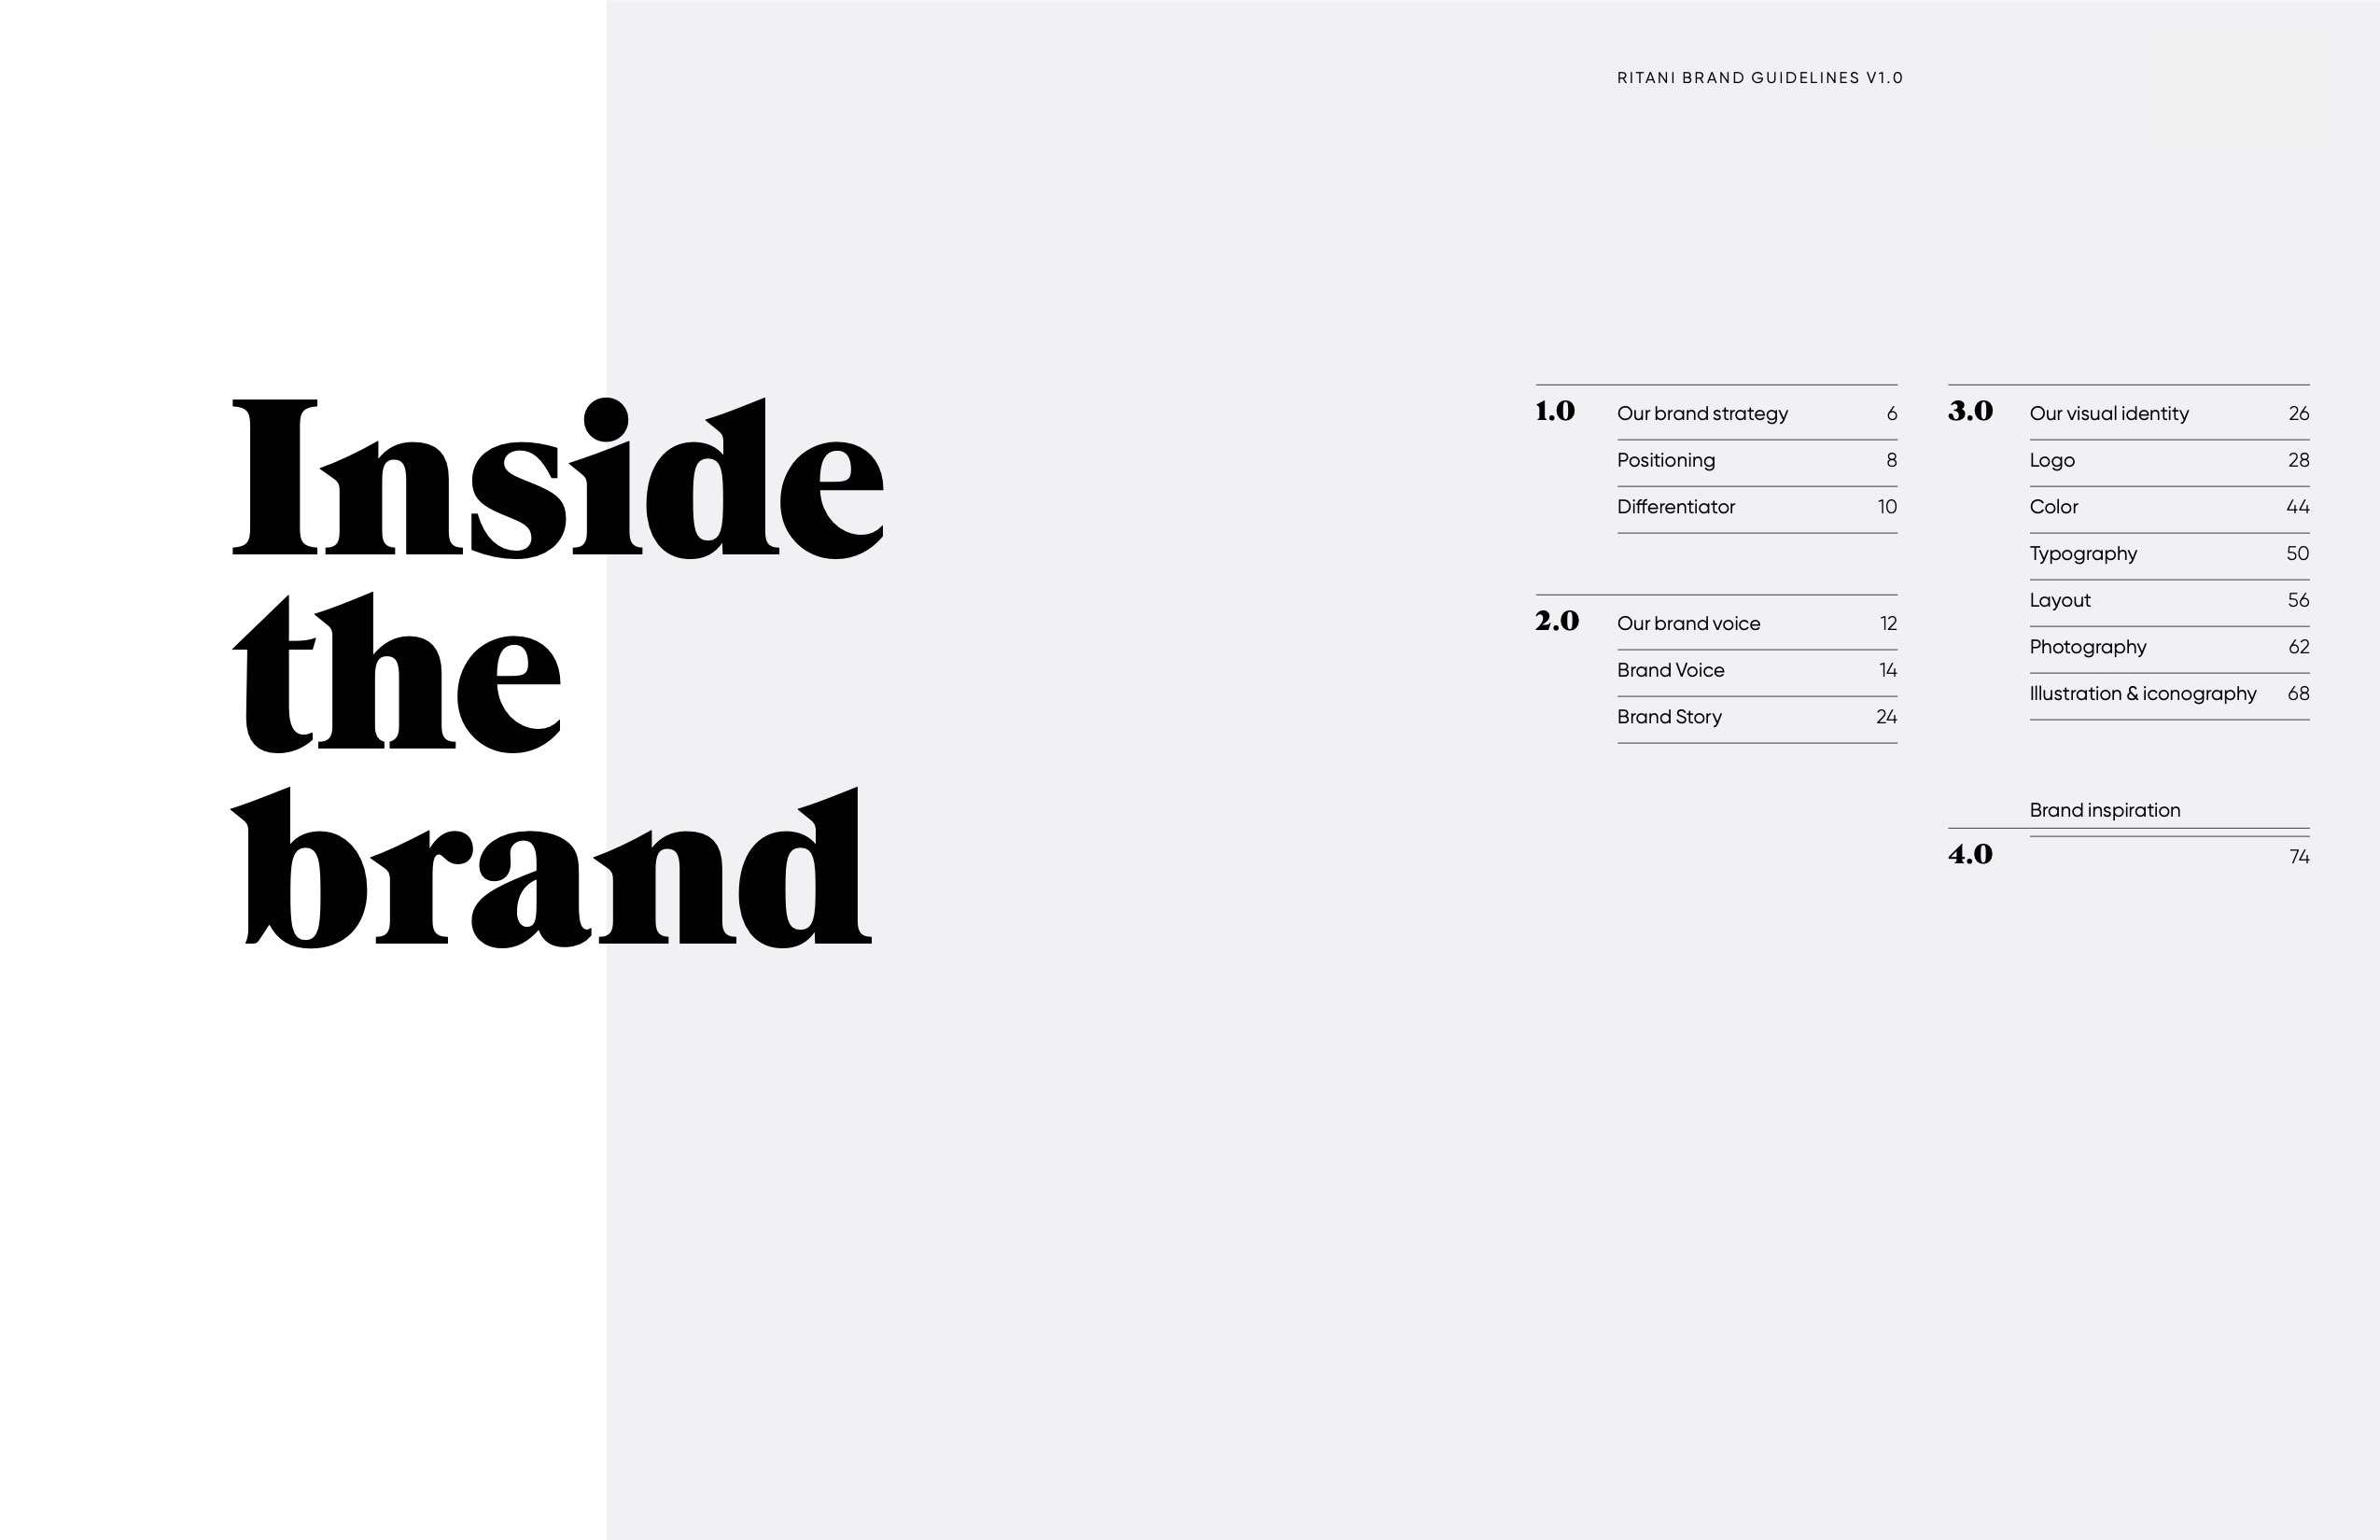 RITANI BRAND GUIDELINES V1.0
Inside
the
brand
1.0 Our brand strategy 6
Positioning 8
Differentiator 10
2.0 Our brand voice 12
Brand Voice 14
Brand Story 24
3.0 Our visual identity 26
Logo 28
Color 44
Typography 50
Layout 56
Photography 62
Illustration & iconography 68
Brand inspiration
4.0 74